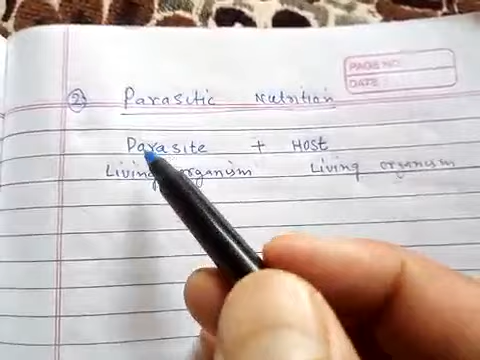 PAGE NO.
DATE
② Parasitic Nutrition
Parasite + Host
Living organism Living organism